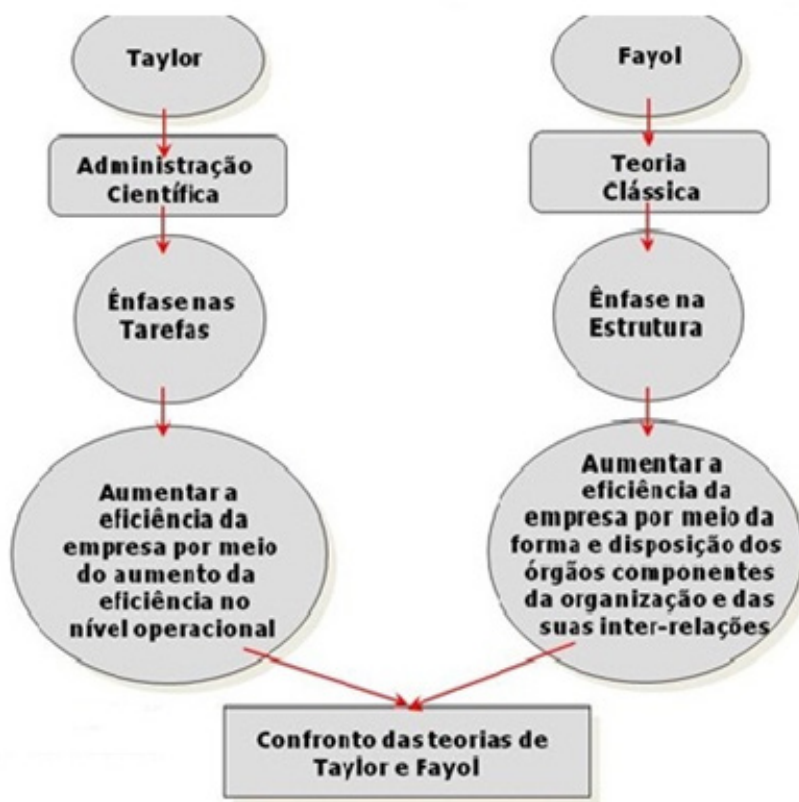 Taylor
Administração
Científica
Ênfase nas
Tarefas
Aumentar a
eficiência da
empresa por meio
do aumento da
eficiência no
nível operacional
Fayol
Teoria
Clássica
Ênfase na
Estrutura
Aumentar a
eficiência da
empresa por meio da
forma e disposição dos
órgãos componentes
da organização e das
suas inter-relações
Confronto das teorias de
Taylor e Fayol